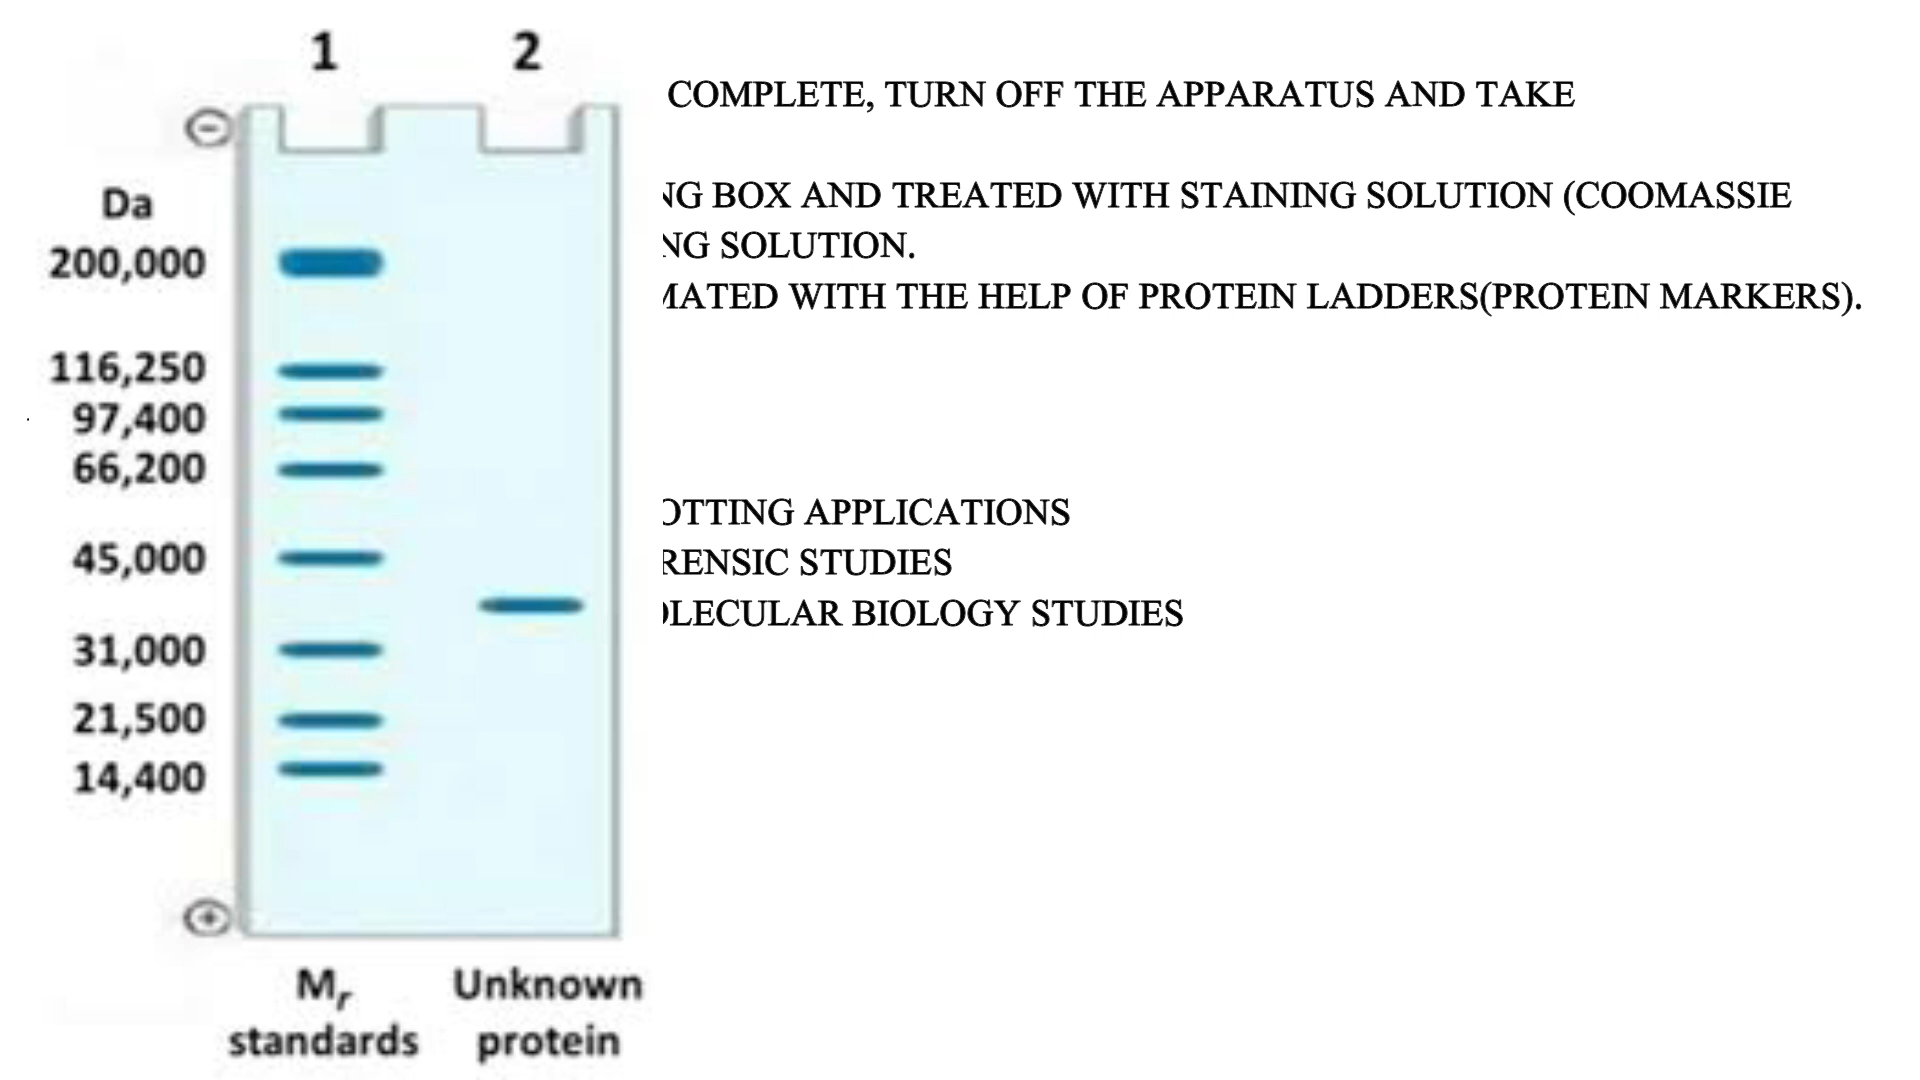 1 2
COMPLETE, TURN OFF THE APPARATUS AND TAKE
NG BOX AND TREATED WITH STAINING SOLUTION (COOMASSIE
NG SOLUTION.
MATED WITH THE HELP OF PROTEIN LADDERS(PROTEIN MARKERS).
OTTING APPLICATIONS
RENSIC STUDIES
OLECULAR BIOLOGY STUDIES
−
Da
200,000
116,250
97,400
66,200
45,000
31,000
21,500
14,400
+
Mr
standards
Unknown
protein